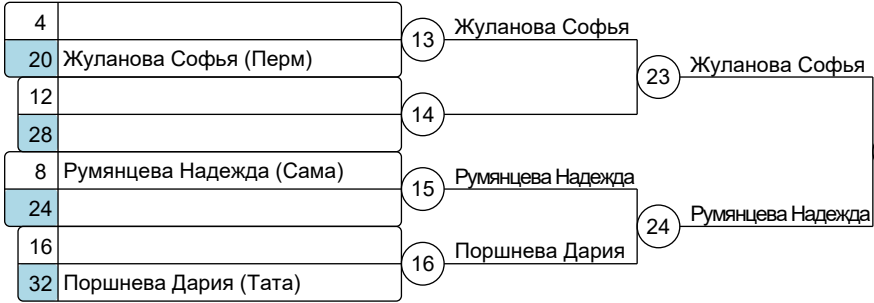 4
13
Жуланова Софья
20 Жуланова Софья (Перм)
23
Жуланова Софья
12
14
28
8 Румянцева Надежда (Сама)
15
Румянцева Надежда
24
24
Румянцева Надежда
16
16
Поршнева Дария
32 Поршнева Дария (Тата)